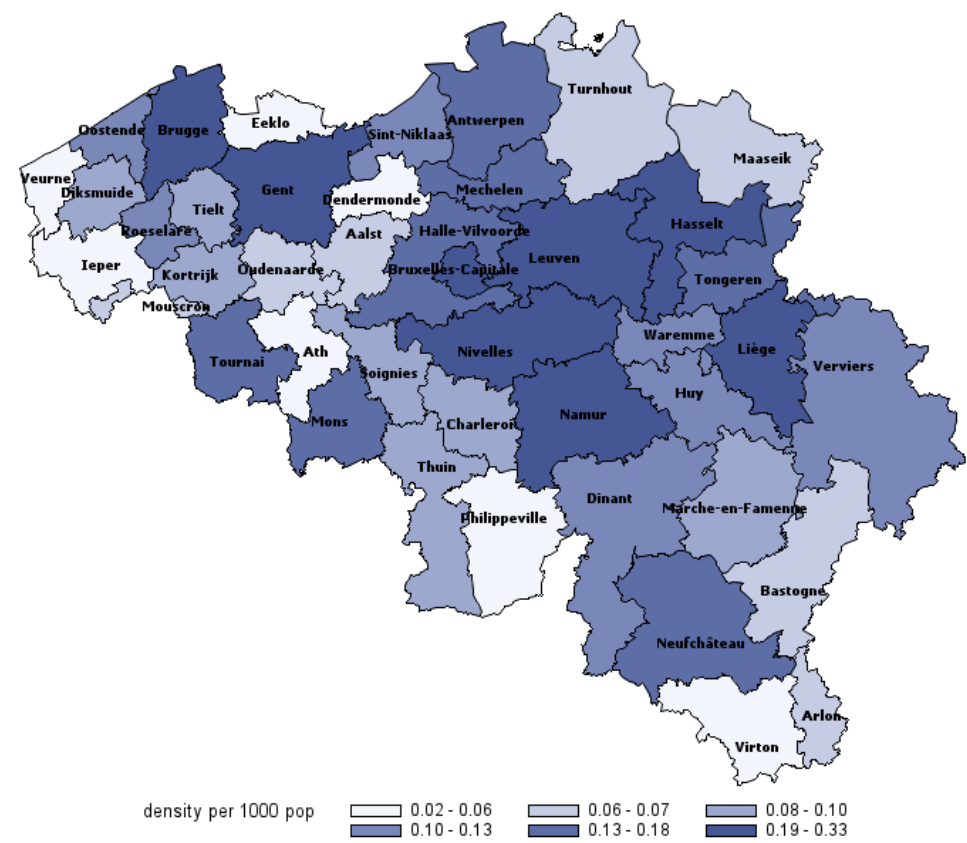 Turnhout
Eeklo
Antwerpen
Oostende
Brugge
Sint-Niklaas
Maaseik
Veurne
Diksmuide
Gent
Mechelen
Dendermonde
Tielt
Hasselt
Roeselare
Aalst
Halle-Vilvoorde
Leuven
Ieper
Kortrijk
Oudenaarde
Bruxelles-Capitale
Tongeren
Mouscron
Waremme
Tournai
Ath
Nivelles
Liège
Verviers
Soignies
Huy
Mons
Charleroi
Namur
Thuin
Dinant
Marche-en-Famenne
Philippeville
Bastogne
Neufchâteau
Arlon
Virton
density per 1000 pop 0.02 - 0.06 0.06 - 0.07 0.08 - 0.10
0.10 - 0.13 0.13 - 0.18 0.19 - 0.33